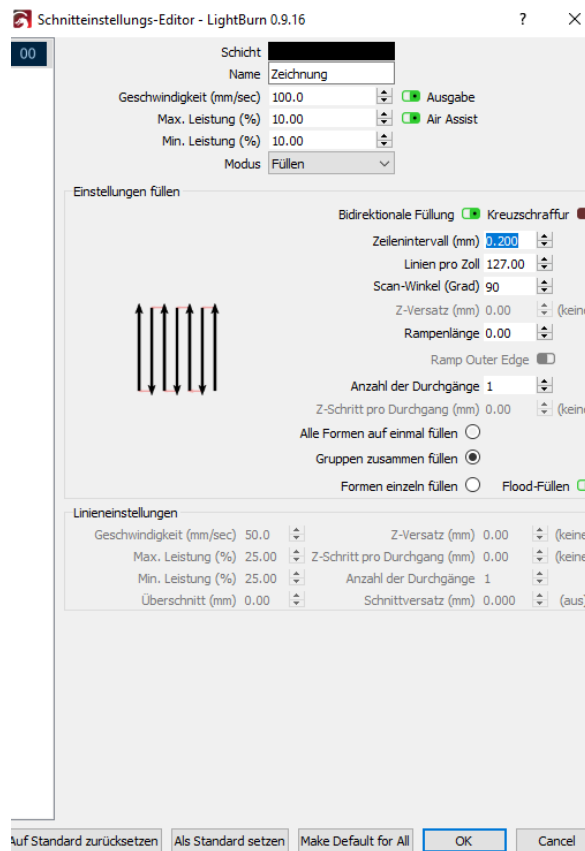 Schnitteinstellungs-Editor - LightBurn 0.9.16 ? ×
00
Schicht
Name Zeichnung
Geschwindigkeit (mm/sec) 100.0 Ausgabe
Max. Leistung (%) 10.00 Air Assist
Min. Leistung (%) 10.00
Modus Füllen
Einstellungen füllen
Bidirektionale Füllung Kreuzschraffur
Zeilenintervall (mm) 0.200
Linien pro Zoll 127.00
Scan-Winkel (Grad) 90
Z-Versatz (mm) 0.00 (keine
Rampenlänge 0.00
Ramp Outer Edge
Anzahl der Durchgänge 1
Z-Schritt pro Durchgang (mm) 0.00 (keine
Alle Formen auf einmal füllen
Gruppen zusammen füllen
Formen einzeln füllen Flood-Füllen
Linieneinstellungen
Geschwindigkeit (mm/sec) 50.0 Z-Versatz (mm) 0.00 (keine
Max. Leistung (%) 25.00 Z-Schritt pro Durchgang (mm) 0.00 (keine
Min. Leistung (%) 25.00 Anzahl der Durchgänge 1
Überschnitt (mm) 0.00 Schnittversatz (mm) 0.000 (aus)
Auf Standard zurücksetzen Als Standard setzen Make Default for All OK Cancel